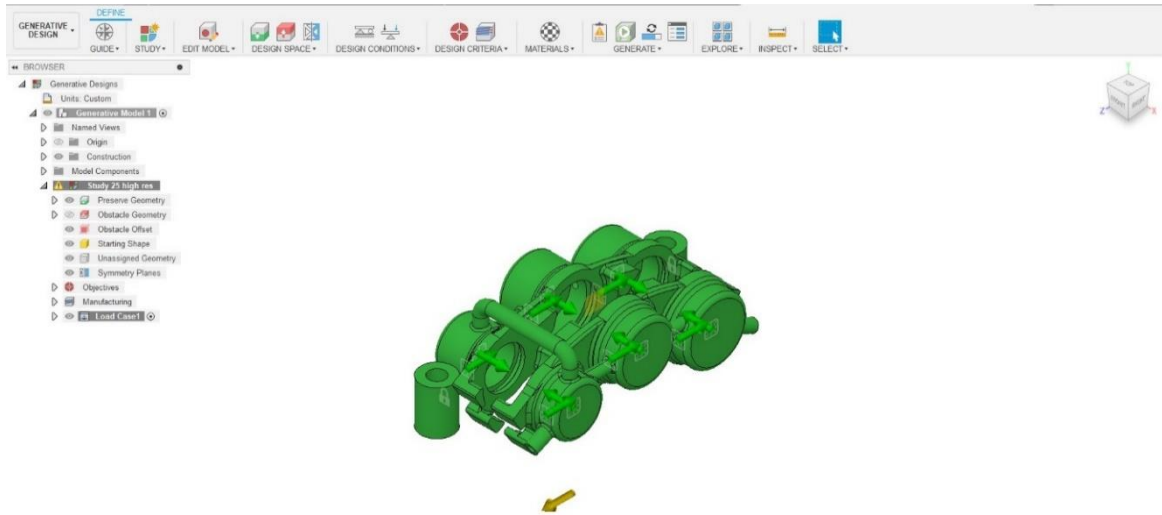 DEFINE
GENERATIVE DESIGN
GUIDE
STUDY
EDIT MODEL
DESIGN SPACE
DESIGN CONDITIONS
DESIGN CRITERIA
MATERIALS
GENERATE
EXPLORE
INSPECT
SELECT
BROWSER
Generative Designs
Units: Custom
Generative Model 1
Named Views
Origin
Construction
Model Components
Study 25 high res
Preserve Geometry
Obstacle Geometry
Obstacle Offset
Starting Shape
Unassigned Geometry
Symmetry Planes
Objectives
Manufacturing
Load Case1
TOP
Y
Z
X